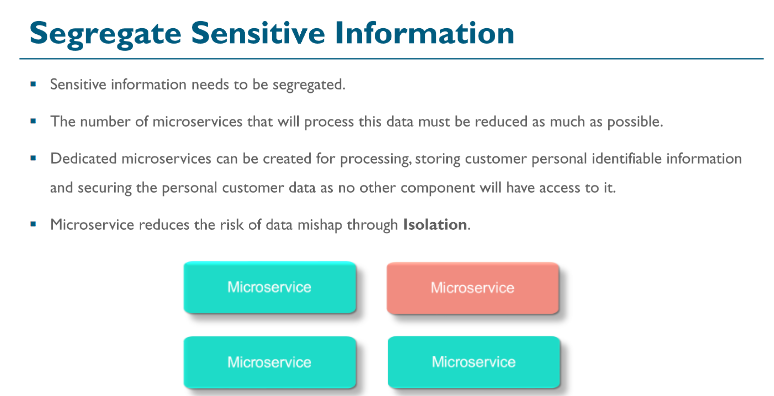 Segregate Sensitive Information
Sensitive information needs to be segregated.
The number of microservices that will process this data must be reduced as much as possible.
Dedicated microservices can be created for processing, storing customer personal identifiable information
and securing the personal customer data as no other component will have access to it.
Microservice reduces the risk of data mishap through Isolation.
Microservice
Microservice
Microservice
Microservice